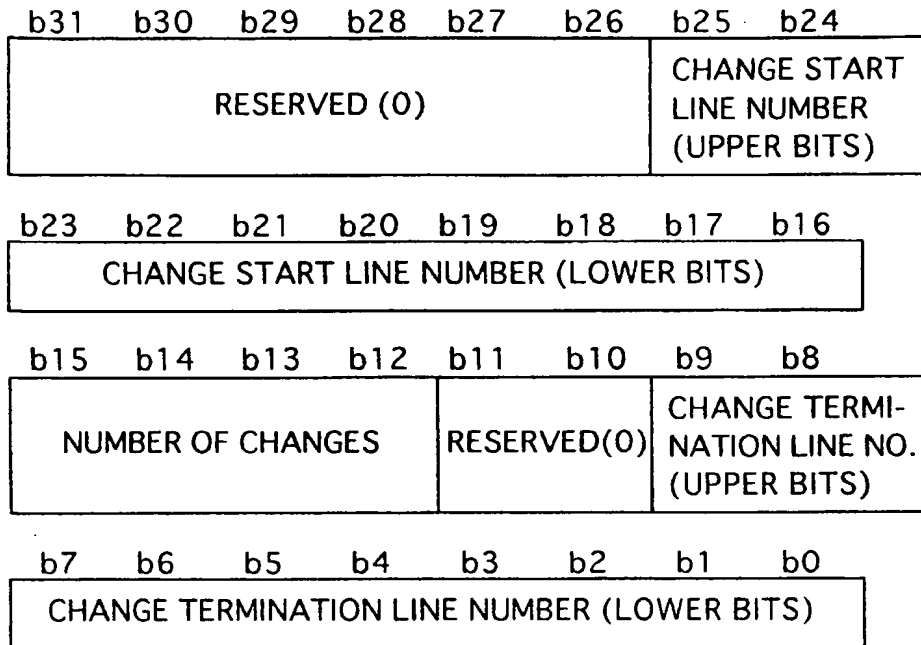 b31 b30 b29 b28 b27 b26 b25 b24
RESERVED (0)
CHANGE START
LINE NUMBER
(UPPER BITS)
b23 b22 b21 b20 b19 b18 b17 b16
CHANGE START LINE NUMBER (LOWER BITS)
b15 b14 b13 b12 b11 b10 b9 b8
NUMBER OF CHANGES
RESERVED(0)
CHANGE TERMI-
NATION LINE NO.
(UPPER BITS)
b7 b6 b5 b4 b3 b2 b1 b0
CHANGE TERMINATION LINE NUMBER (LOWER BITS)